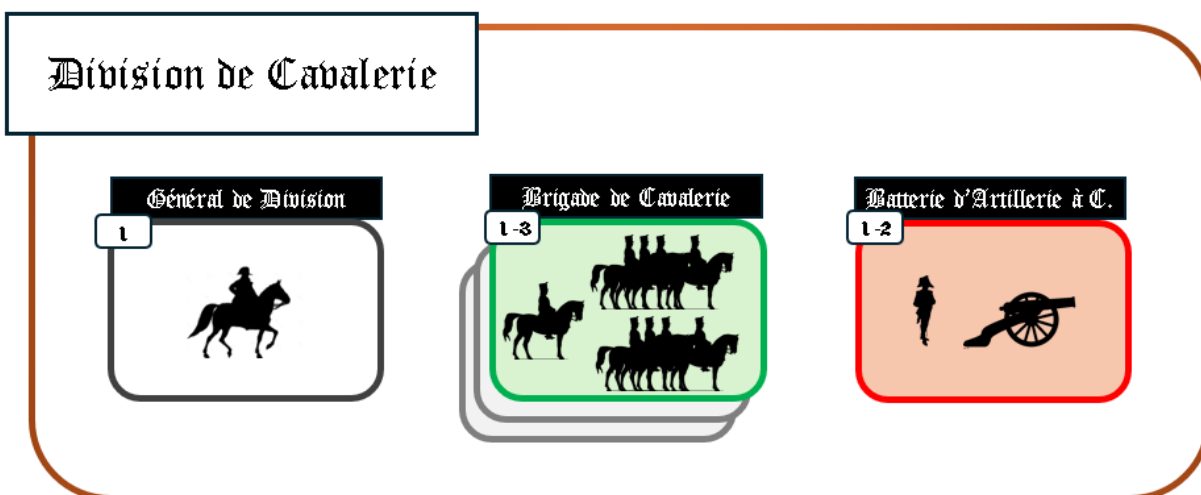 Division de Cavalerie
Général de Division
1
Brigade de Cavalerie
1-3
Batterie d'Artillerie à C.
1-2